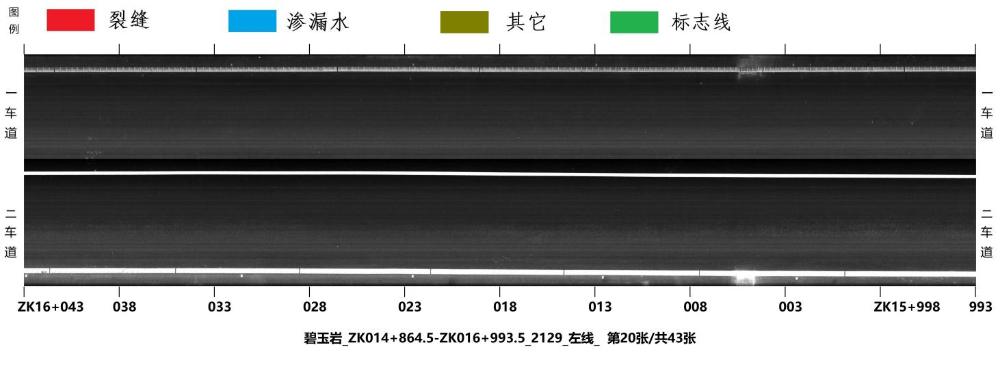 图例 裂缝 渗漏水 其它 标志线
一车道 一车道
二车道 二车道
ZK16+043 038 033 028 023 018 013 008 003 ZK15+998 993
碧玉岩_ZK014+864.5-ZK016+993.5_2129_左线_ 第20张/共43张